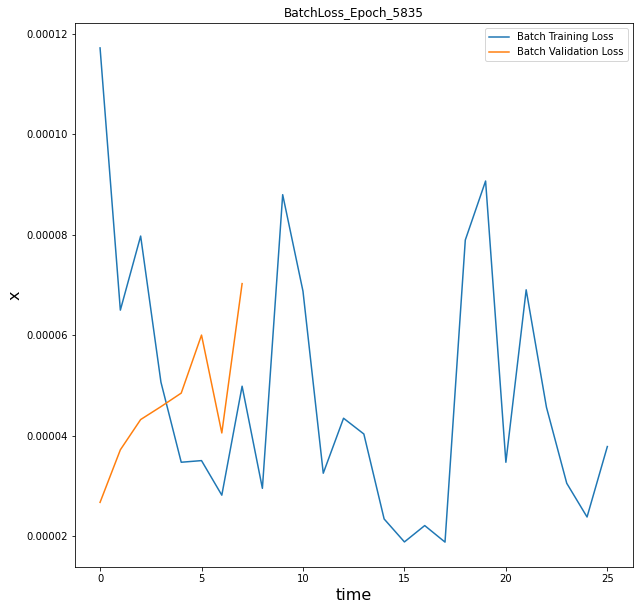 BatchLoss_Epoch_5835
Batch Training Loss
Batch Validation Loss
0.00012
0.00010
0.00008
0.00006
0.00004
0.00002
x
0 5 10 15 20 25
time